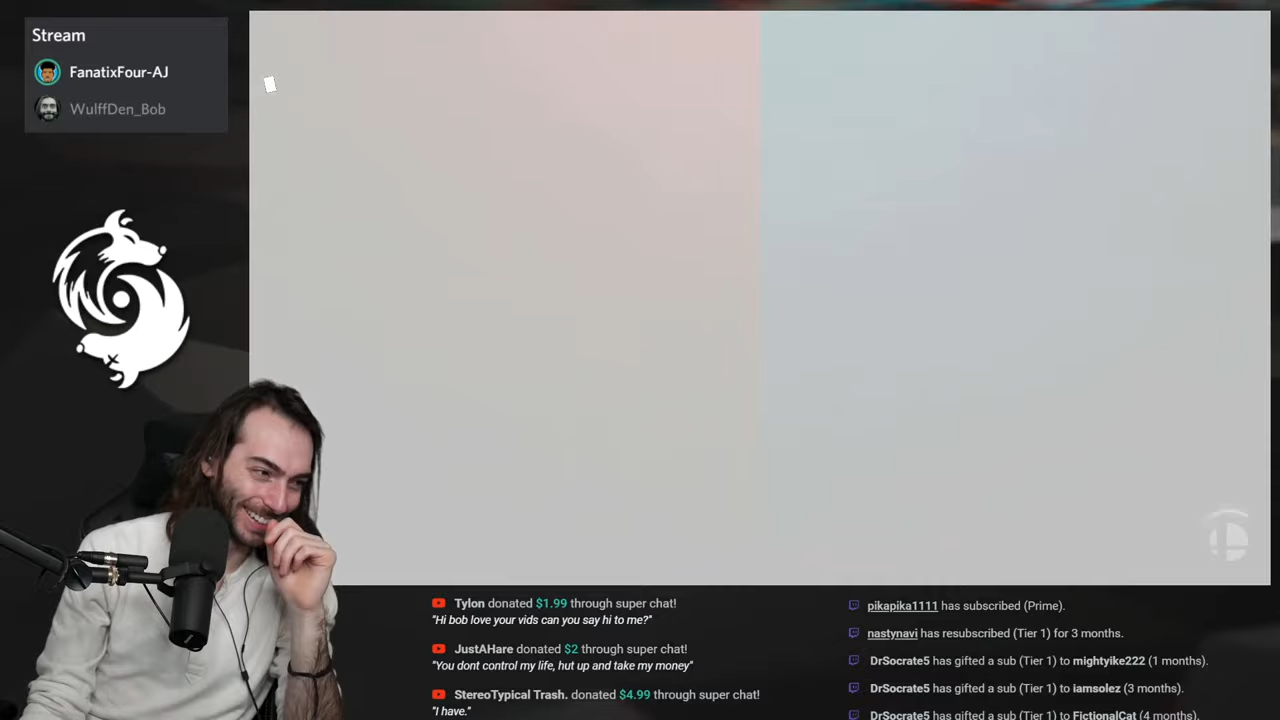 Stream
FanatixFour-AJ
WulffDen_Bob
Tylon donated $1.99 through super chat!
"Hi bob love your vids can you say hi to me?"
JustAHare donated $2 through super chat!
"You dont control my life, hut up and take my money"
StereoTypical Trash. donated $4.99 through super chat!
"I have."
pikapika1111 has subscribed (Prime).
nastynavi has resubscribed (Tier 1) for 3 months.
DrSocrate5 has gifted a sub (Tier 1) to mightyike222 (1 months).
DrSocrate5 has gifted a sub (Tier 1) to iamsolez (3 months).
DrSocrate5 has gifted a sub (Tier 1) to FictionalCat (4 months).